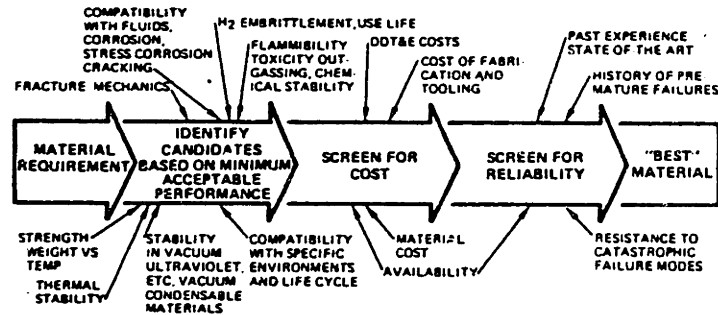 COMPATIBILITY
WITH FLUIDS,
CORROSION,
STRESS CORROSION
CRACKING
FRACTURE MECHANICS
H2 EMBRITTLEMENT, USE LIFE
FLAMMIBILITY
TOXICITY OUT-
GASSING, CHEM-
ICAL STABILITY
DDT&E COSTS
COST OF FABRI-
CATION AND
TOOLING
PAST EXPERIENCE
STATE OF THE ART
HISTORY OF PRE-
MATURE FAILURES
MATERIAL
REQUIREMENT
IDENTIFY
CANDIDATES
BASED ON MINIMUM
ACCEPTABLE
PERFORMANCE
SCREEN FOR
COST
SCREEN FOR
RELIABILITY
"BEST"
MATERIAL
STRENGTH
WEIGHT VS
TEMP
THERMAL
STABILITY
STABILITY
IN VACUUM
ULTRAVIOLET,
ETC, VACUUM
CONDENSABLE
MATERIALS
COMPATIBILITY
WITH SPECIFIC
ENVIRONMENTS
AND LIFE CYCLE
MATERIAL
COST
AVAILABILITY
RESISTANCE TO
CATASTROPHIC
FAILURE MODES